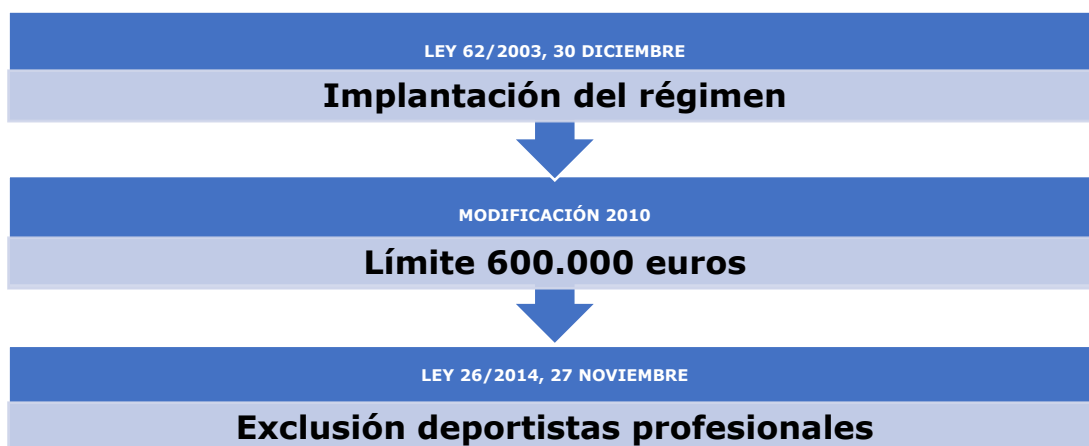 LEY 62/2003, 30 DICIEMBRE
Implantación del régimen
MODIFICACIÓN 2010
Límite 600.000 euros
LEY 26/2014, 27 NOVIEMBRE
Exclusión deportistas profesionales